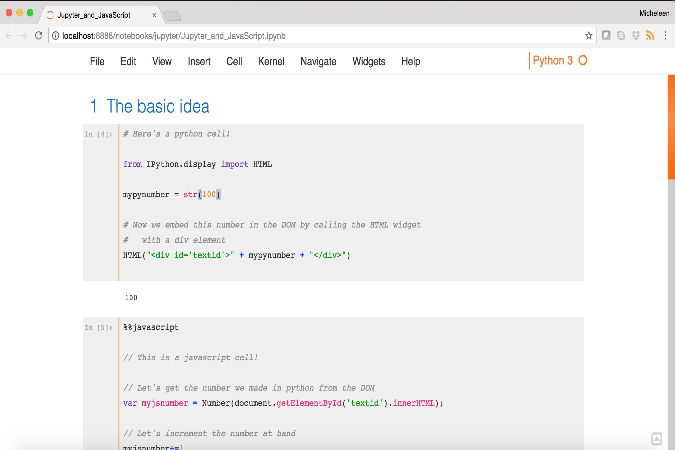 Jupyter_and_JavaScript
Micheleen
localhost:8888/notebooks/jupyter/Jupyter_and_JavaScript.ipynb
File Edit View Insert Cell Kernel Navigate Widgets Help
Python 3
1 The basic idea
In [4]:
# Here's a python cell!
from IPython.display import HTML
mypynumber = str(100)
# Now we embed this number in the DOM by calling the HTML widget
#   with a div element
HTML("<div id='textid'>" + mypynumber + "</div>")
100
In [5]:
%%javascript
// This is a javascript cell!
// Let's get the number we made in python from the DOM
var myjsnumber = Number(document.getElementById('textid').innerHTML);
// Let's increment the number at hand
myjsnumber+=1